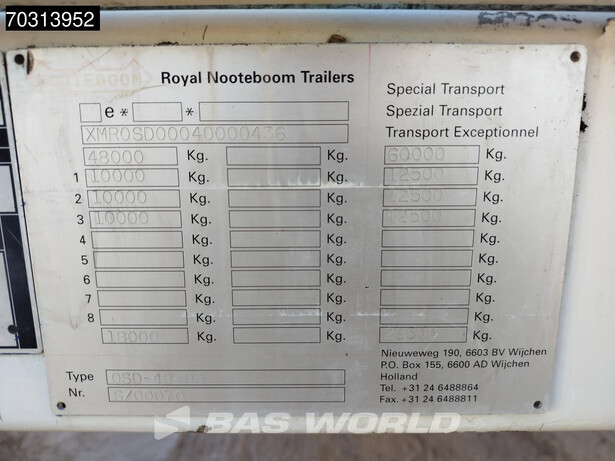 70313952
Royal Nooteboom Trailers
Special Transport
Spezial Transport
Transport Exceptionnel
e* *
XMR0SD00040000436
48000 Kg. Kg. 60000 Kg.
1 10000 Kg. Kg. 12500 Kg.
2 10000 Kg. Kg. 12500 Kg.
3 10000 Kg. Kg. 12500 Kg.
4 Kg. Kg. Kg.
5 Kg. Kg. Kg.
6 Kg. Kg. Kg.
7 Kg. Kg. Kg.
8 Kg. Kg. Kg.
18000 Kg. Kg. Kg.
Nieuweweg 190, 6603 BV Wijchen
P.O. Box 155, 6600 AD Wijchen
Holland
Tel. +31 24 6488864
Fax. +31 24 6488811
Type
Nr.
BAS WORLD